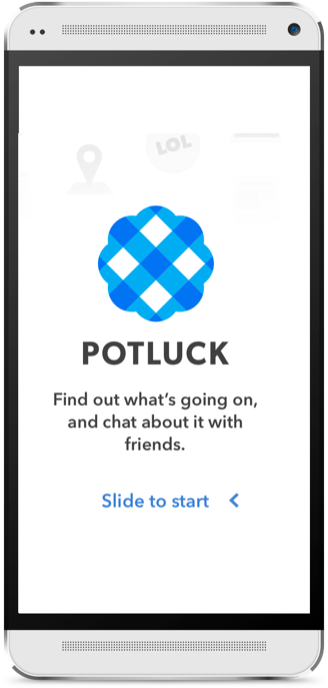 LOL
POTLUCK
Find out what's going on,
and chat about it with
friends.
Slide to start